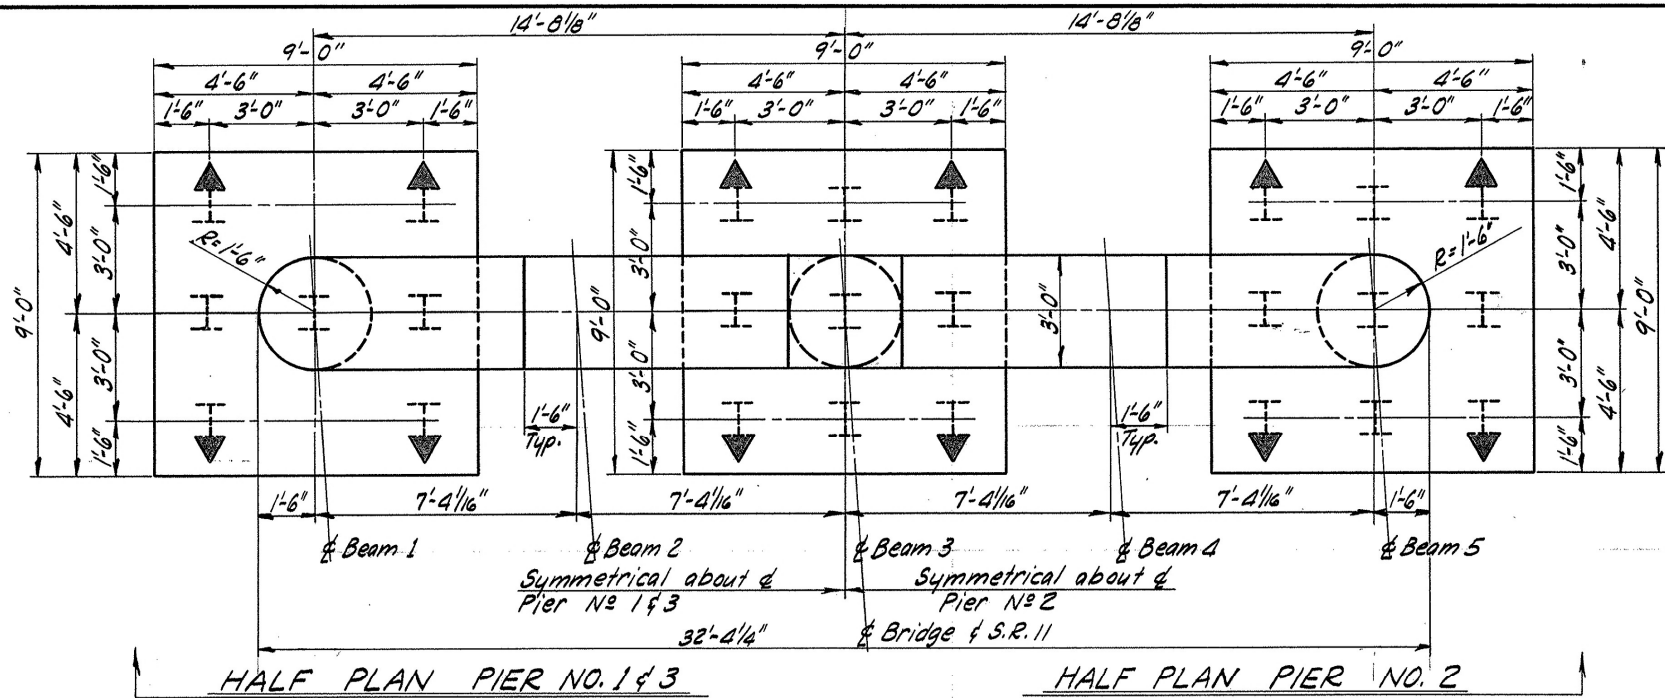 14'-8 1/8" 14'-8 1/8"
9'-0" 9'-0" 9'-0"
4'-6" 4'-6" 4'-6" 4'-6" 4'-6" 4'-6"
1'-6" 3'-0" 3'-0" 1'-6" 1'-6" 3'-0" 3'-0" 1'-6" 1'-6" 3'-0" 3'-0" 1'-6"
9'-0"
4'-6"
4'-6"
1'-6"
3'-0"
3'-0"
1'-6"
R=1'-6"
9'-0"
1'-6"
3'-0"
3'-0"
1'-6"
3'-0"
R=1'-6"
1'-6"
3'-0"
3'-0"
1'-6"
4'-6"
4'-6"
9'-0"
1'-6" 1'-6"
Typ. Typ.
1'-6" 7'-4 1/16" 7'-4 1/16" 7'-4 1/16" 7'-4 1/16" 1'-6"
℄ Beam 1 ℄ Beam 2 ℄ Beam 3 ℄ Beam 4 ℄ Beam 5
Symmetrical about ℄ Symmetrical about ℄
Pier Nº 1 & 3 Pier Nº 2
32'-4 1/4" ℄ Bridge & S.R. 11
HALF PLAN PIER NO. 1 & 3 HALF PLAN PIER NO. 2